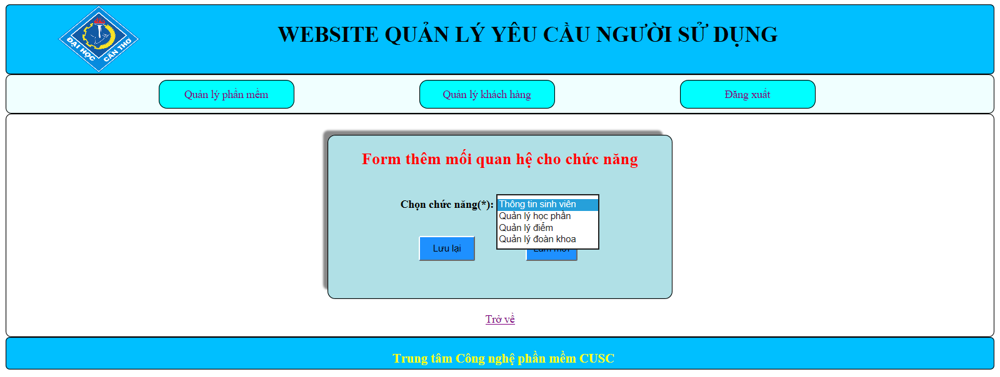 ĐẠI HỌC CẦN THƠ
WEBSITE QUẢN LÝ YÊU CẦU NGƯỜI SỬ DỤNG
Quản lý phần mềm Quản lý khách hàng Đăng xuất
Form thêm mối quan hệ cho chức năng
Chọn chức năng(*): Thông tin sinh viên
Quản lý học phần
Quản lý điểm
Quản lý đoàn khoa
Lưu lại Làm mới
Trở về
Trung tâm Công nghệ phần mềm CUSC